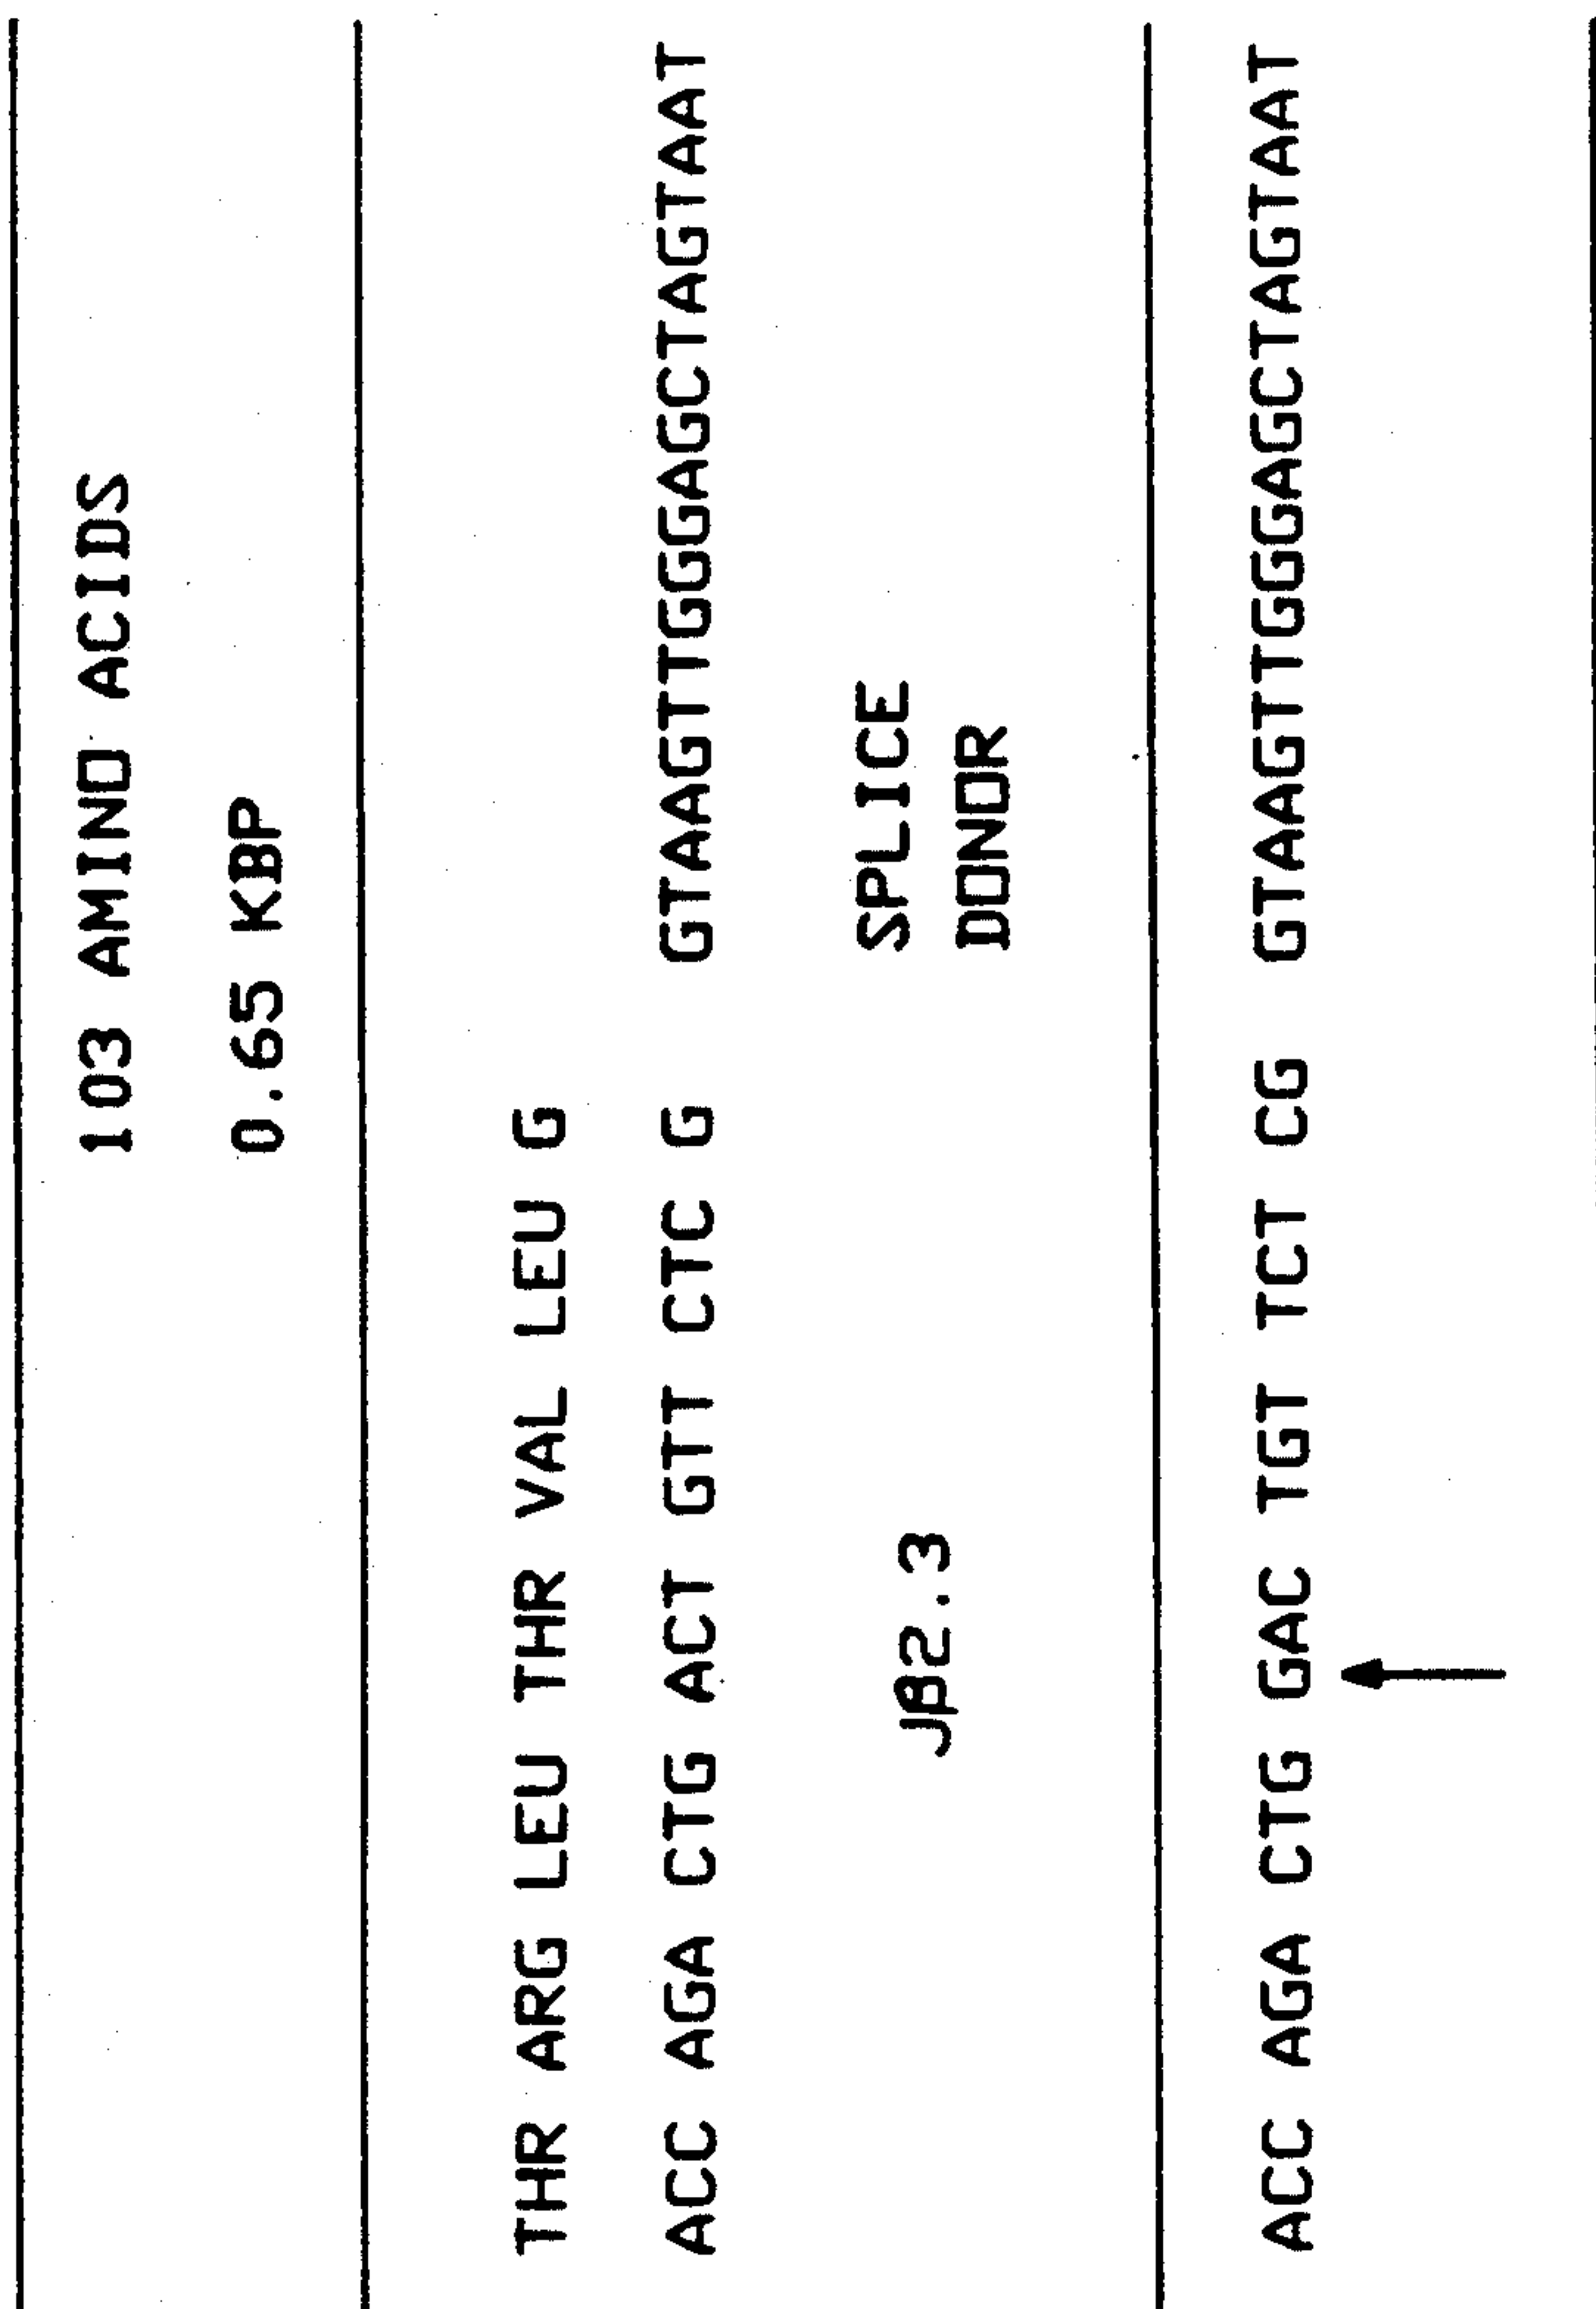 103 AMINO ACIDS
0.65 KBP
THR ARG LEU THR VAL LEU G
ACC AGA CTG ACT GTT CTC G GTAAGTTGGGAGCTAGTAAT
Jβ2.3
SPLICE
DONOR
ACC AGA CTG GAC TGT TCT CG GTAAGTTGGGAGCTAGTAAT